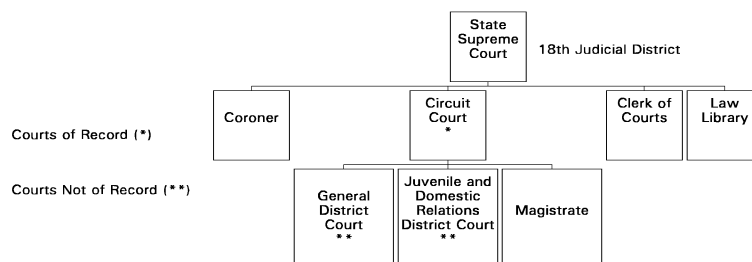 State
Supreme
Court
18th Judicial District
Coroner
Circuit
Court
*
Clerk of
Courts
Law
Library
Courts of Record (*)
Courts Not of Record (**)
General
District
Court
**
Juvenile and
Domestic
Relations
District Court
**
Magistrate